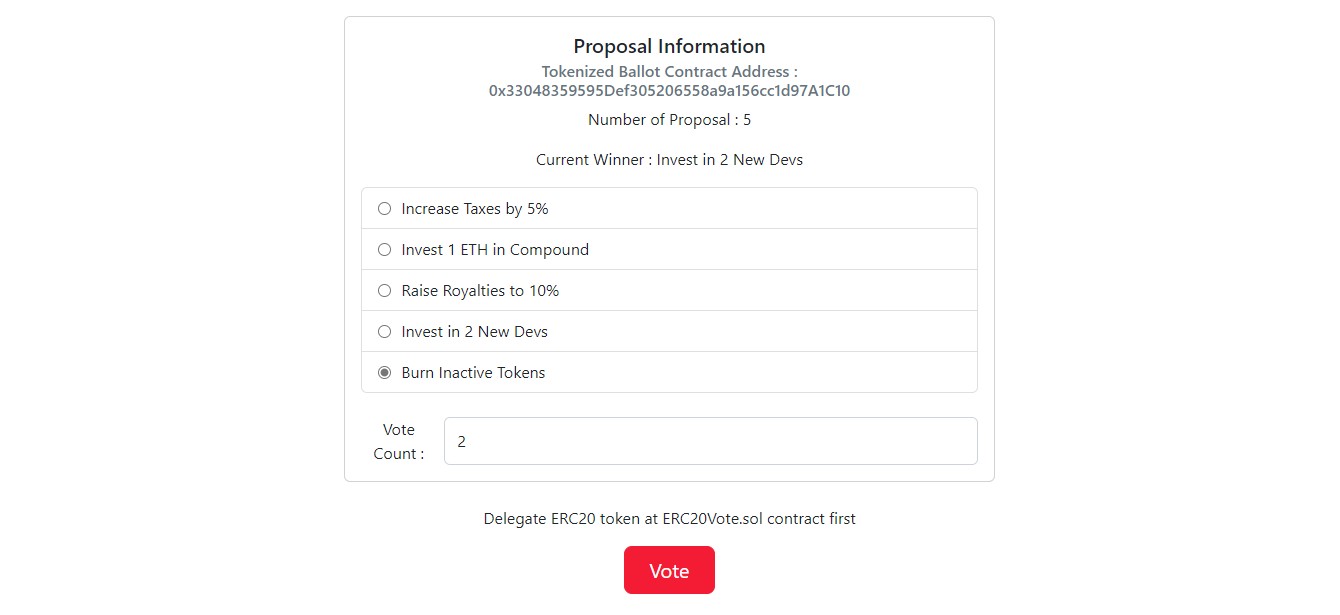 Proposal Information
Tokenized Ballot Contract Address :
0x33048359595Def305206558a9a156cc1d97A1C10
Number of Proposal : 5
Current Winner : Invest in 2 New Devs
Increase Taxes by 5%
Invest 1 ETH in Compound
Raise Royalties to 10%
Invest in 2 New Devs
Burn Inactive Tokens
Vote
Count :
2
Delegate ERC20 token at ERC20Vote.sol contract first
Vote